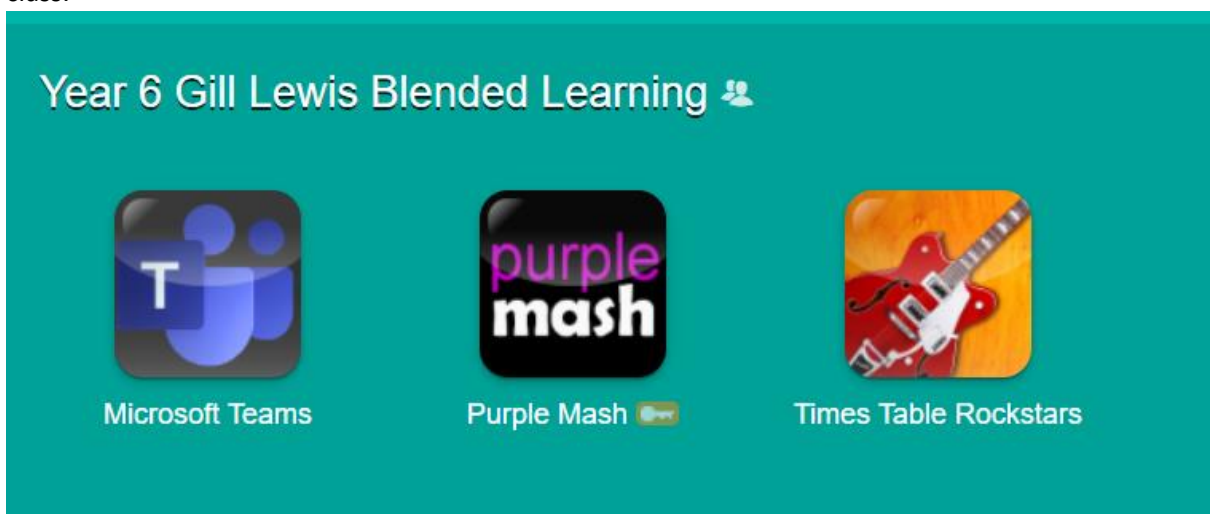 Year 6 Gill Lewis Blended Learning
T
purple
mash
Microsoft Teams
Purple Mash
Times Table Rockstars